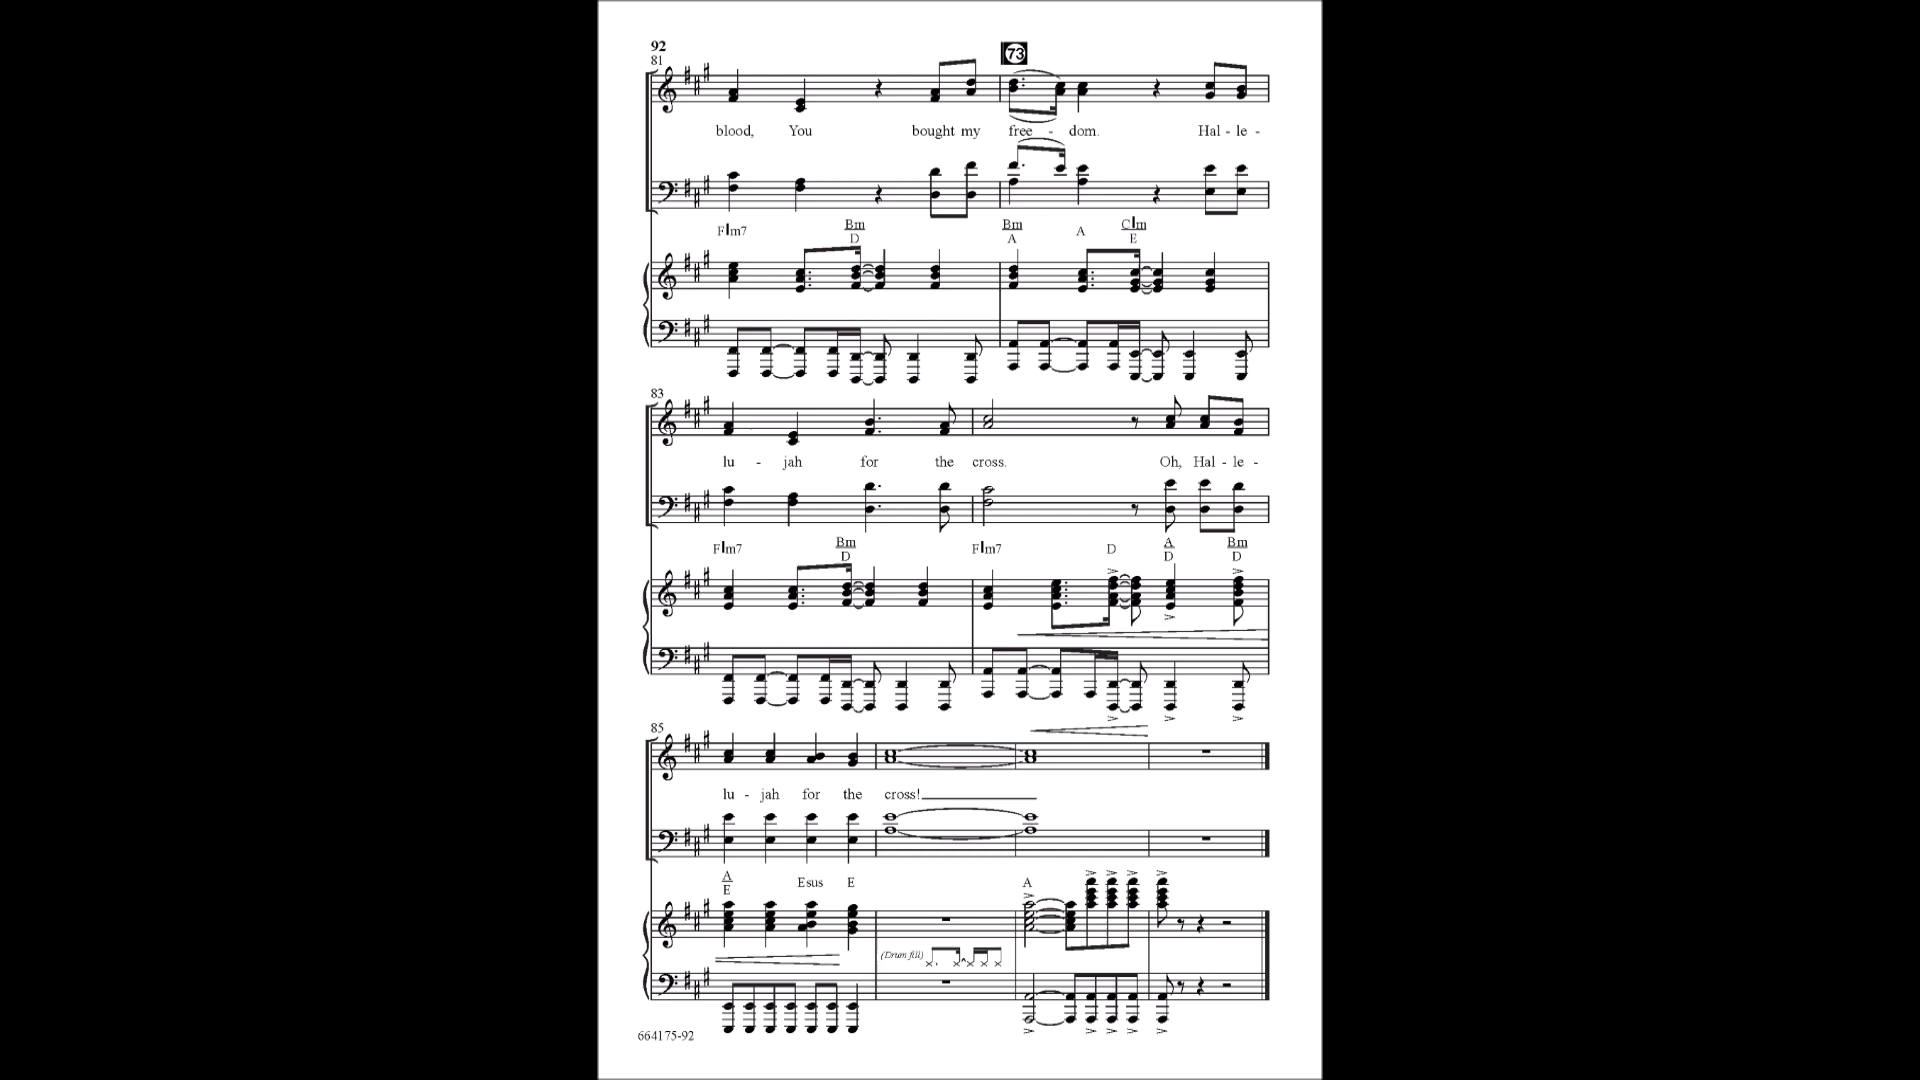 92
73
81
blood, You bought my free - dom. Hal - le -
F#m7 Bm Bm A C#m
D A E
83
lu - jah for the cross. Oh, Hal - le -
F#m7 Bm F#m7 D A Bm
D D D
85
lu - jah for the cross!
A Esus E A
E
(Drum fill)
664175-92